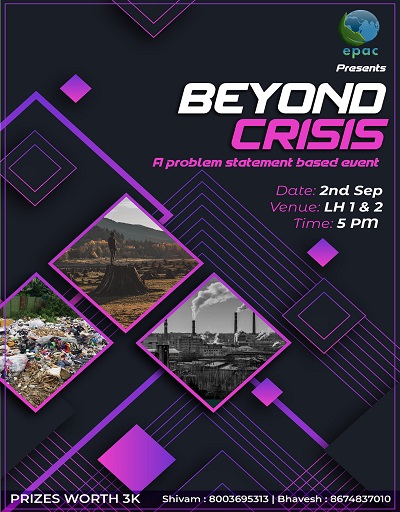 epac
Presents
BEYOND
CRISIS
A problem statement based event
Date: 2nd Sep
Venue: LH 1 & 2
Time: 5 PM
PRIZES WORTH 3K Shivam : 8003695313 | Bhavesh : 8674837010